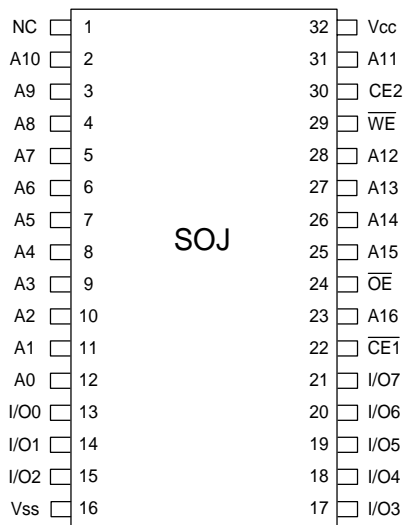 NC 1 32 Vcc
A10 2 31 A11
A9 3 30 CE2
A8 4 29 W̅E̅
A7 5 28 A12
A6 6 27 A13
A5 7 26 A14
A4 8 SOJ 25 A15
A3 9 24 O̅E̅
A2 10 23 A16
A1 11 22 C̅E̅1̅
A0 12 21 I/O7
I/O0 13 20 I/O6
I/O1 14 19 I/O5
I/O2 15 18 I/O4
Vss 16 17 I/O3